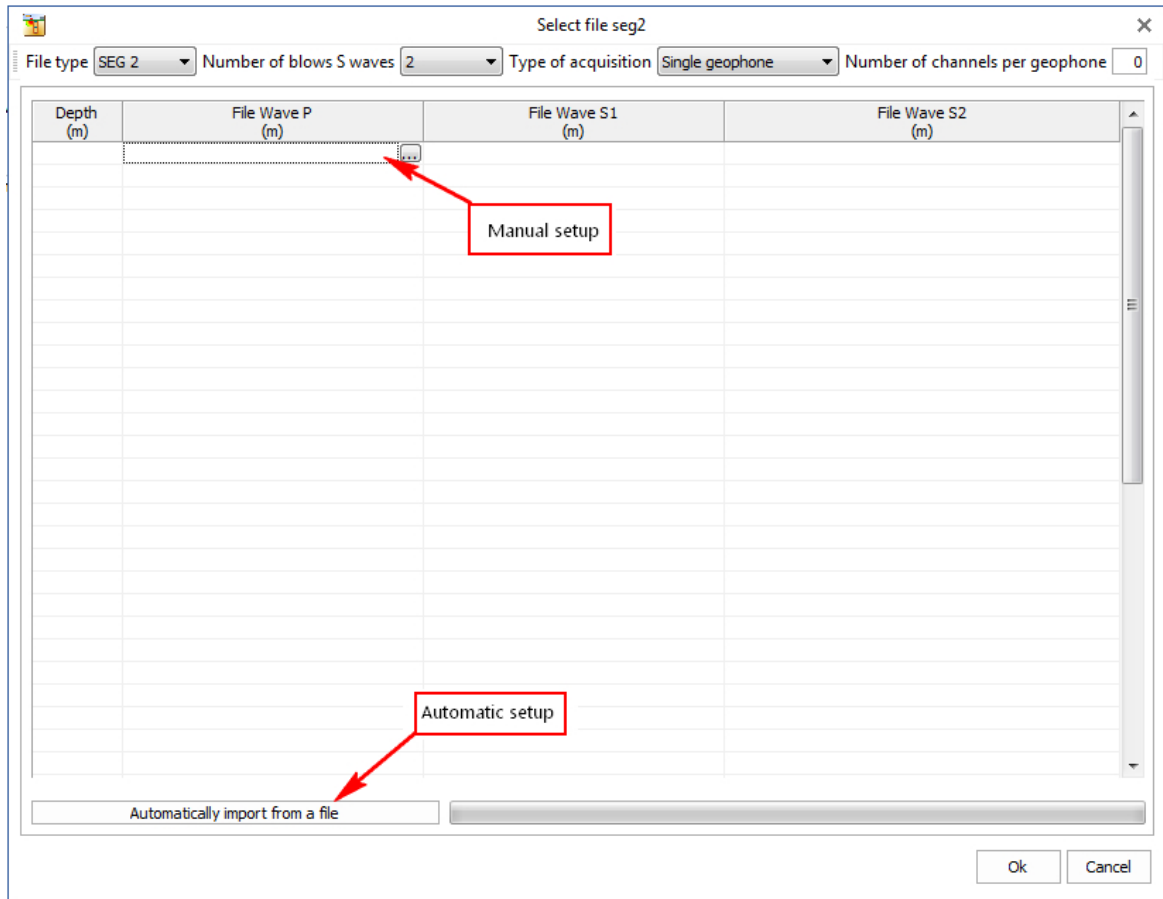 Select file seg2
File type SEG 2 Number of blows S waves 2 Type of acquisition Single geophone Number of channels per geophone 0
Depth File Wave P File Wave S1 File Wave S2
(m) (m) (m) (m)
...
Manual setup
Automatic setup
Automatically import from a file
Ok Cancel